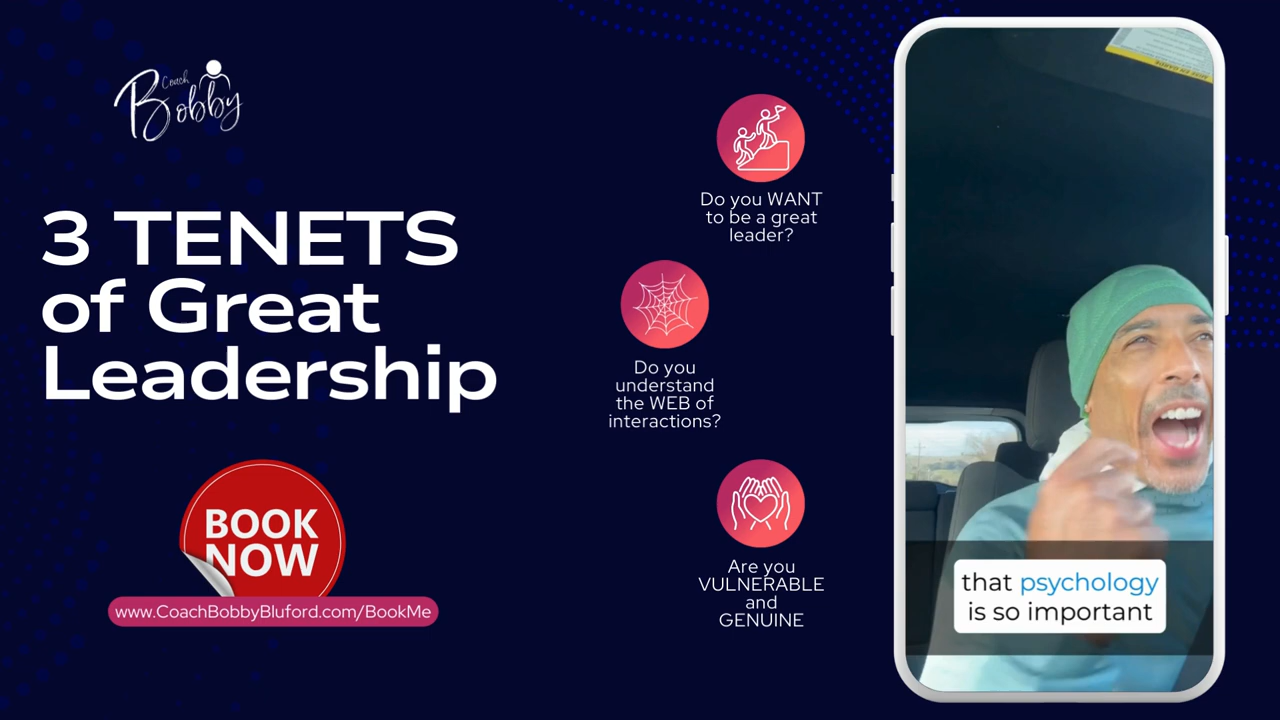 Coach
Bobby
3 TENETS
of Great
Leadership
BOOK
NOW
www.CoachBobbyBluford.com/BookMe
Do you WANT
to be a great
leader?
Do you
understand
the WEB of
interactions?
Are you
VULNERABLE
and
GENUINE
that psychology
is so important